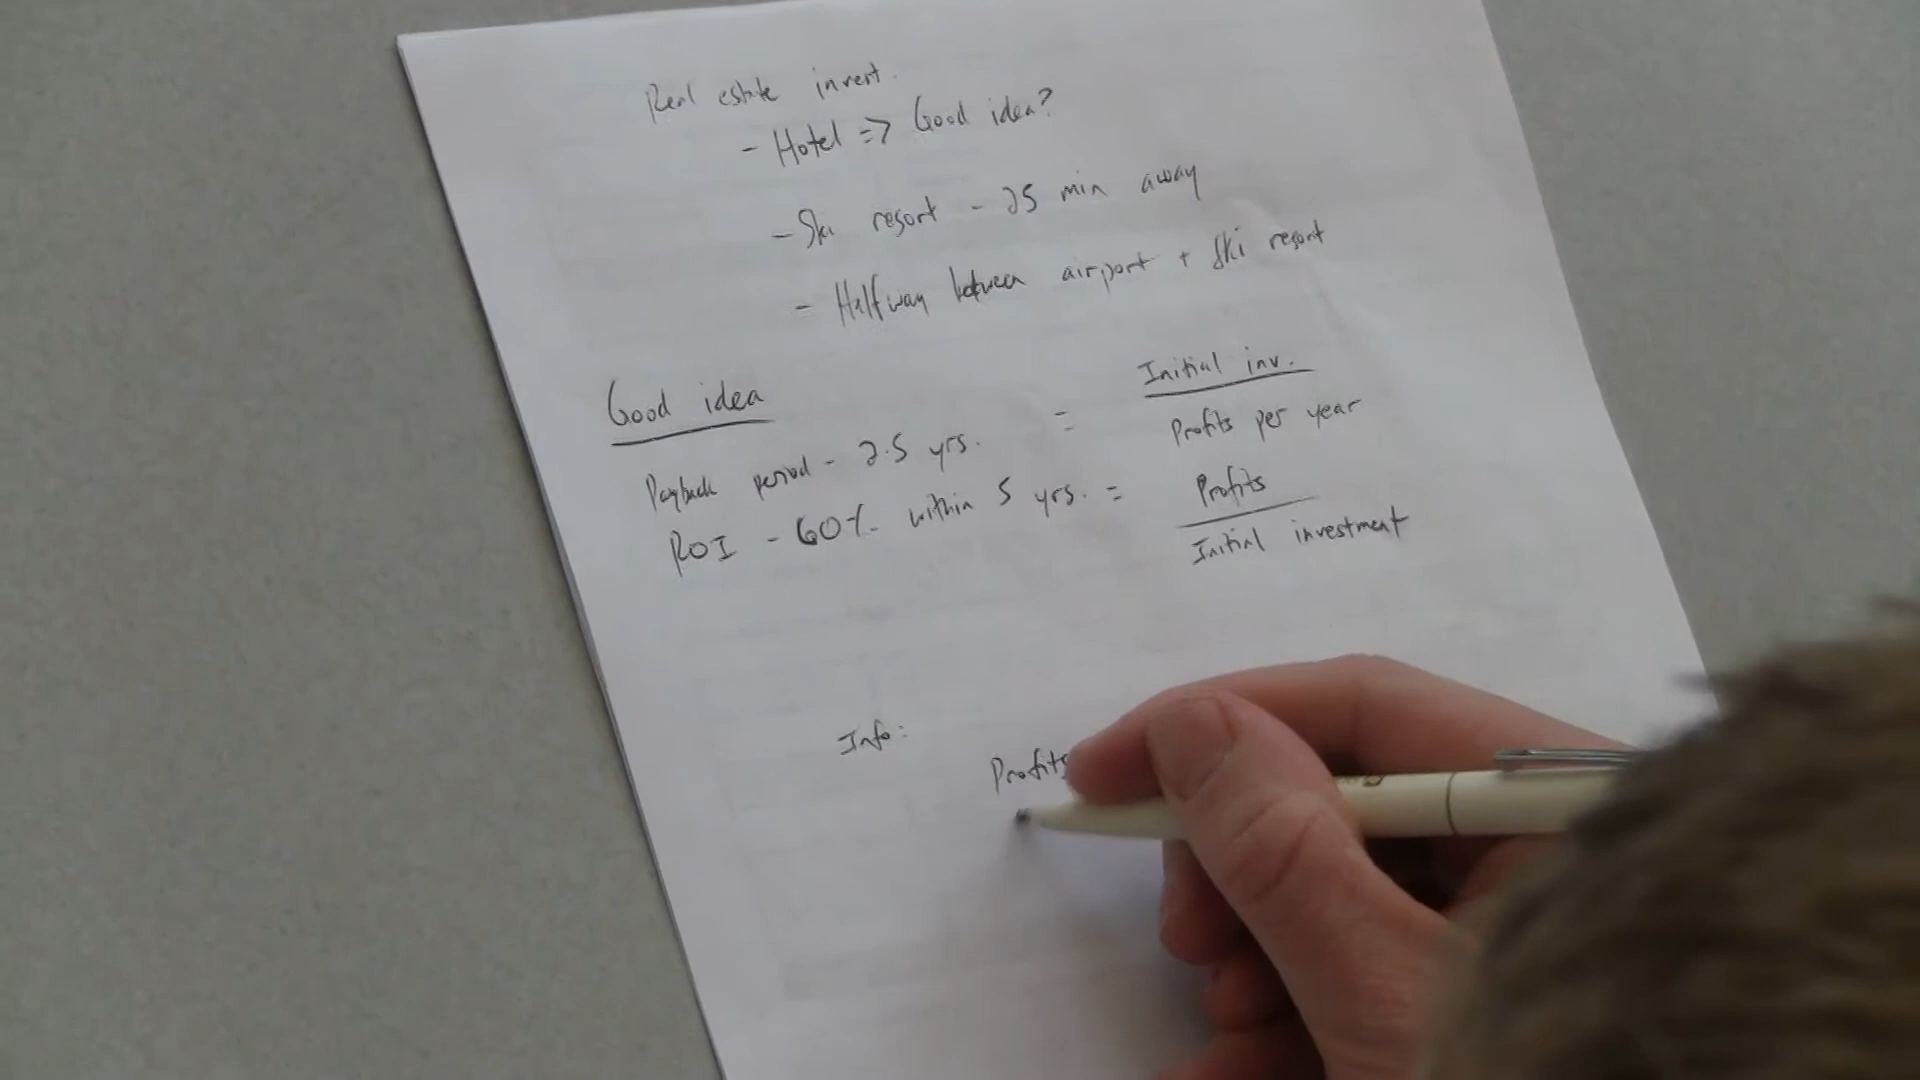 Real estate invest.
- Hotel => Good idea?
- Ski resort - 25 min away
- Halfway between airport + Ski resort
Good idea
Payback period - 2.5 yrs. = Initial inv. / Profits per year
ROI - 60% within 5 yrs. = Profits / Initial investment
Info:
Profits